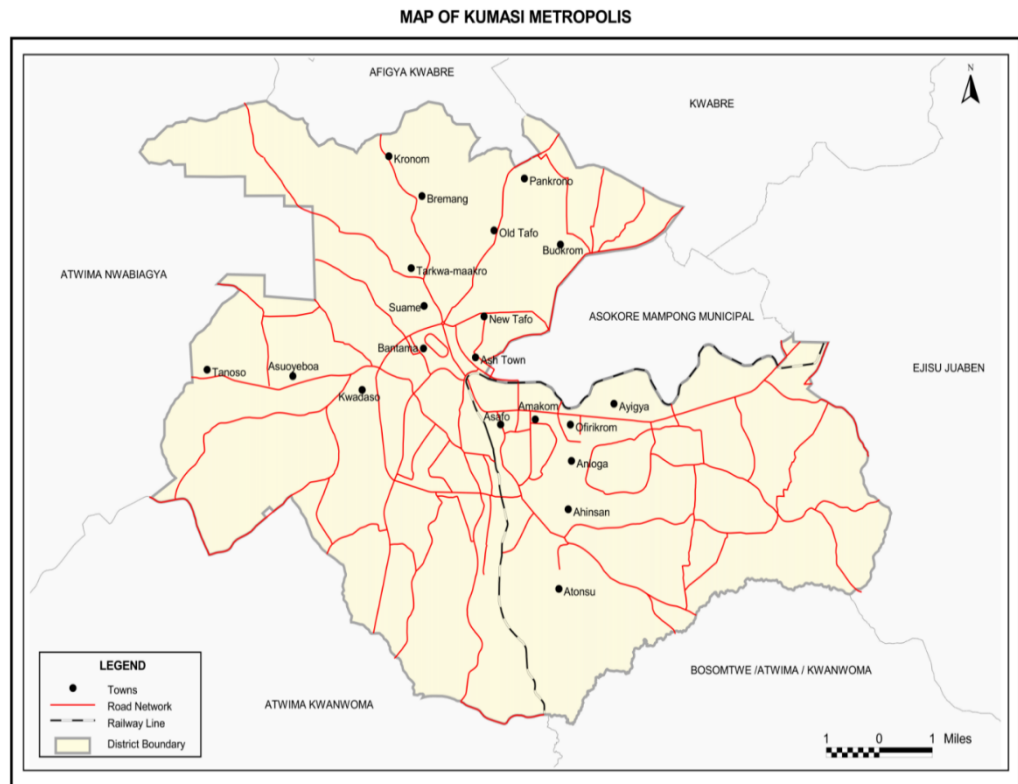 MAP OF KUMASI METROPOLIS
AFIGYA KWABRE
N
KWABRE
Kronom
Pankrono
Bremang
Old Tafo
Buokrom
Tarkwa-maakro
ATWIMA NWABIAGYA
Suame
New Tafo
ASOKORE MAMPONG MUNICIPAL
Bantama
Ash Town
EJISU JUABEN
Tanoso
Asuoyeboa
Kwadaso
Amakom
Ayigya
Asafo
Ofirikrom
Anloga
Ahinsan
Atonsu
BOSOMTWE /ATWIMA / KWANWOMA
ATWIMA KWANWOMA
LEGEND
Towns
Road Network
Railway Line
District Boundary
1 0 1 Miles